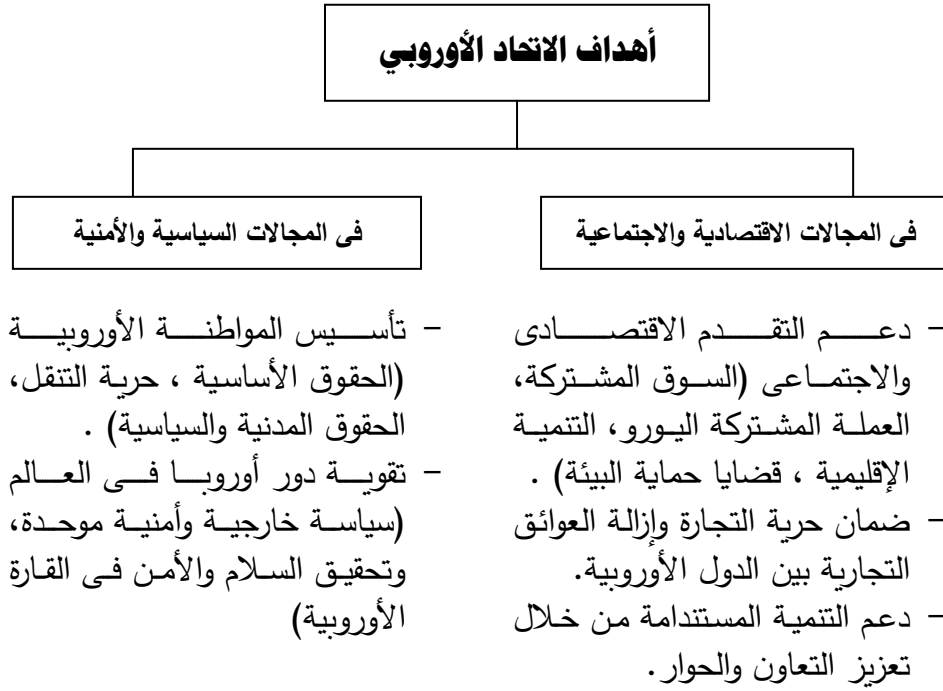 أهداف الاتحاد الأوروبي
فى المجالات الاقتصادية والاجتماعية
- دعم التقدم الاقتصادى
والاجتماعى (السوق المشتركة،
العملة المشتركة اليورو، التنمية
الإقليمية ، قضايا حماية البيئة) .
- ضمان حرية التجارة وإزالة العوائق
التجارية بين الدول الأوروبية.
- دعم التنمية المستندامة من خلال
تعزيز التعاون والحوار.
فى المجالات السياسية والأمنية
- تأسيس المواطنة الأوروبية
(الحقوق الأساسية ، حرية التنقل،
الحقوق المدنية والسياسية) .
- تقوية دور أوروبا فى العالم
(سياسة خارجية وأمنية موحدة،
وتحقيق السلام والأمن فى القارة
الأوروبية)